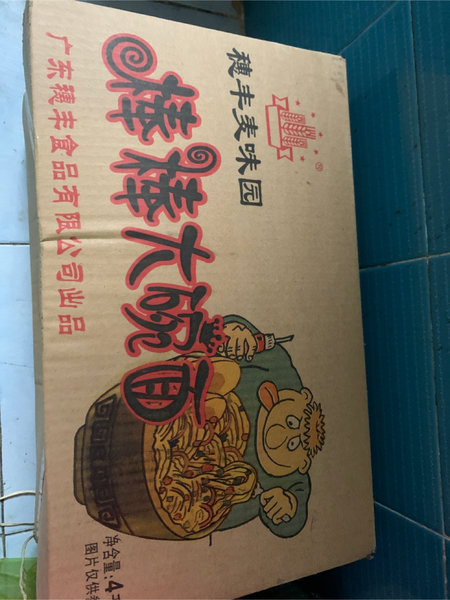 穗丰麦味园
棒棒大碗面
广东穗丰食品有限公司出品
净含量:4
图片仅供